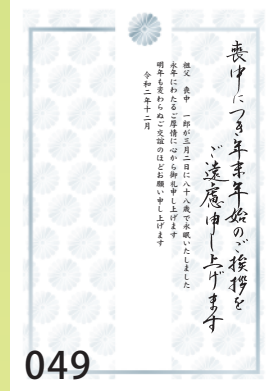 喪中につき年末年始のご挨拶を
ご遠慮申し上げます
祖父 喪中 一郎が三月二日に八十八歳で永眠いたしました
永年にわたるご厚情に心から御礼申し上げます
明年も変わらぬご交誼のほどお願い申し上げます
令和二年十二月
049